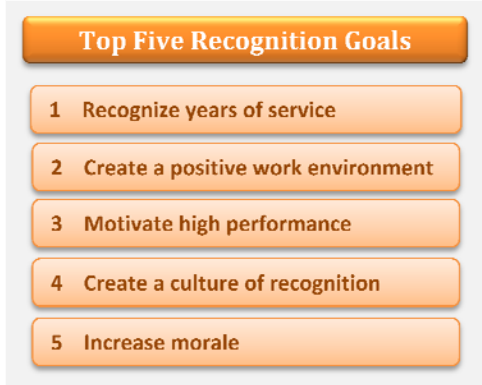 Top Five Recognition Goals
1 Recognize years of service
2 Create a positive work environment
3 Motivate high performance
4 Create a culture of recognition
5 Increase morale